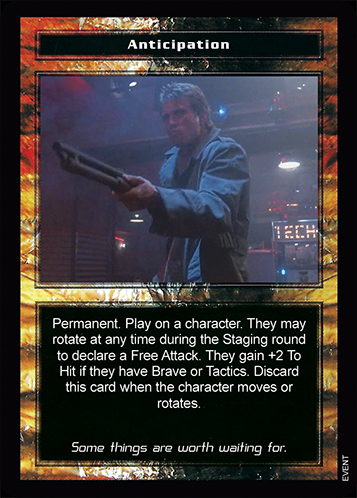 Anticipation
TECH
Permanent. Play on a character. They may
rotate at any time during the Staging round
to declare a Free Attack. They gain +2 To
Hit if they have Brave or Tactics. Discard
this card when the character moves or
rotates.
Some things are worth waiting for.
EVENT